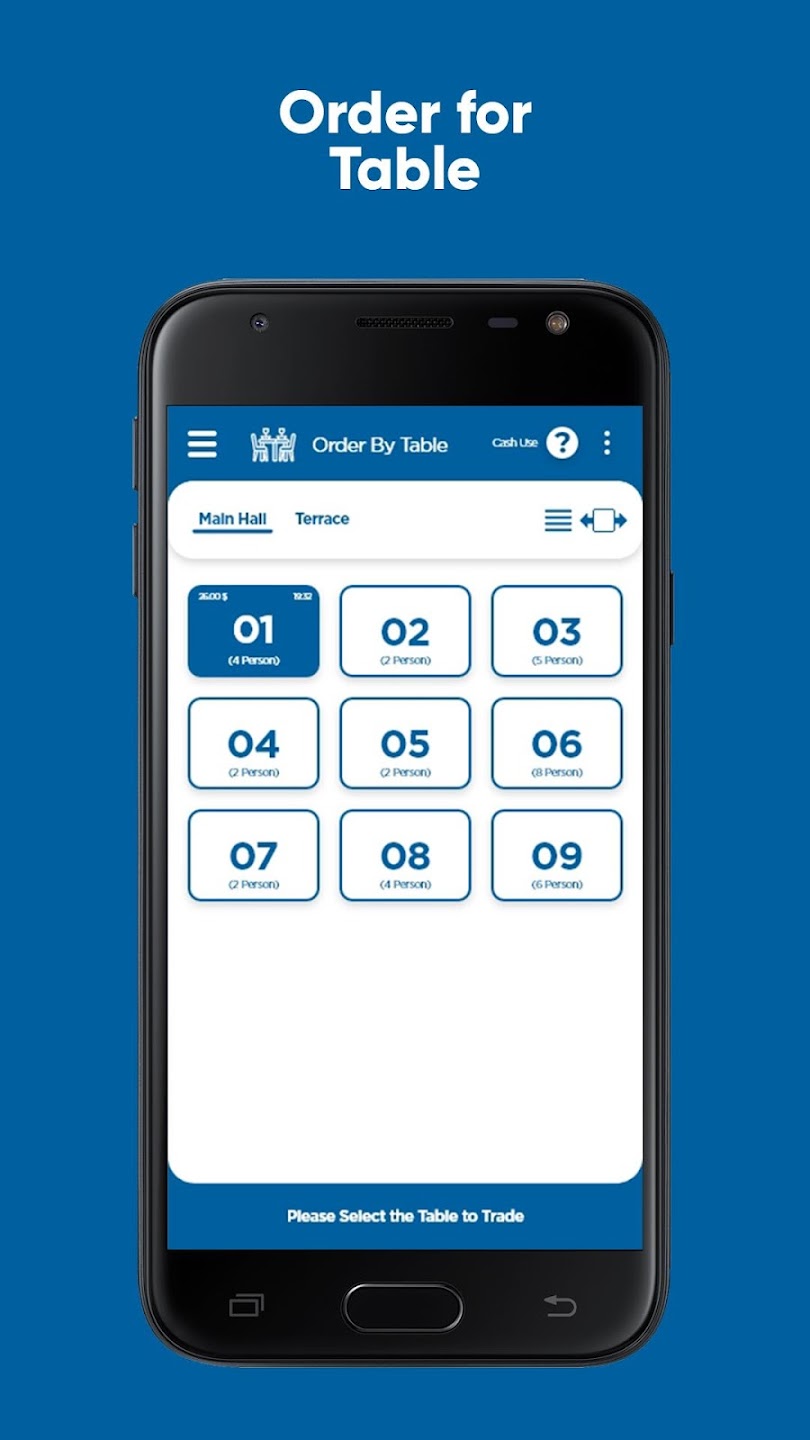 Order for
Table
Order By Table
Cash Use
?
Main Hall
Terrace
26.00 $
19:32
01
(4 Person)
02
(2 Person)
03
(5 Person)
04
(2 Person)
05
(2 Person)
06
(8 Person)
07
(2 Person)
08
(4 Person)
09
(6 Person)
Please Select the Table to Trade